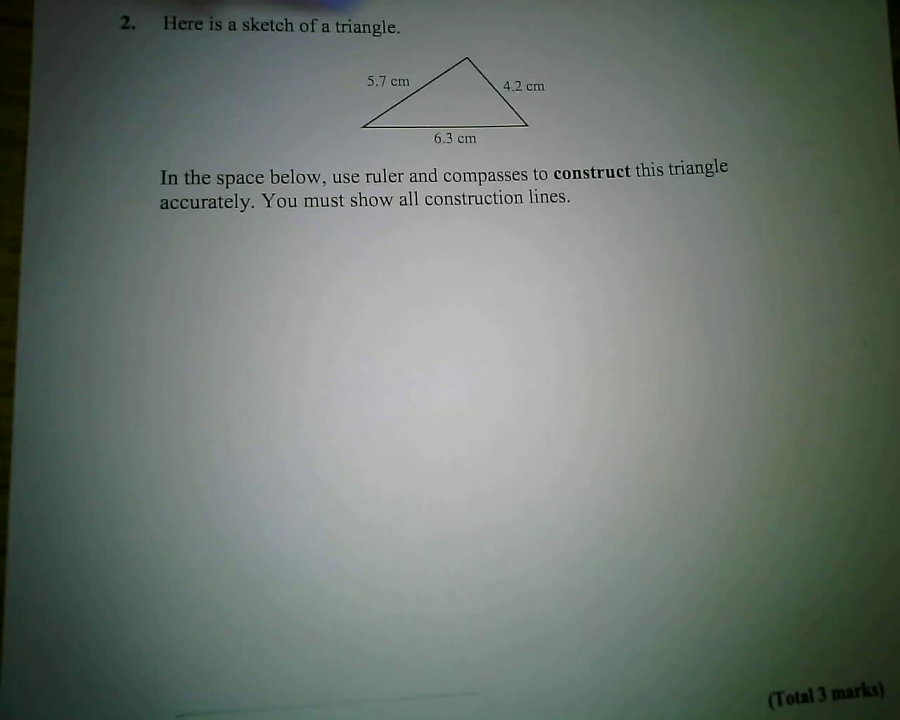 2. Here is a sketch of a triangle.
5.7 cm
4.2 cm
6.3 cm
In the space below, use ruler and compasses to construct this triangle
accurately. You must show all construction lines.
(Total 3 marks)